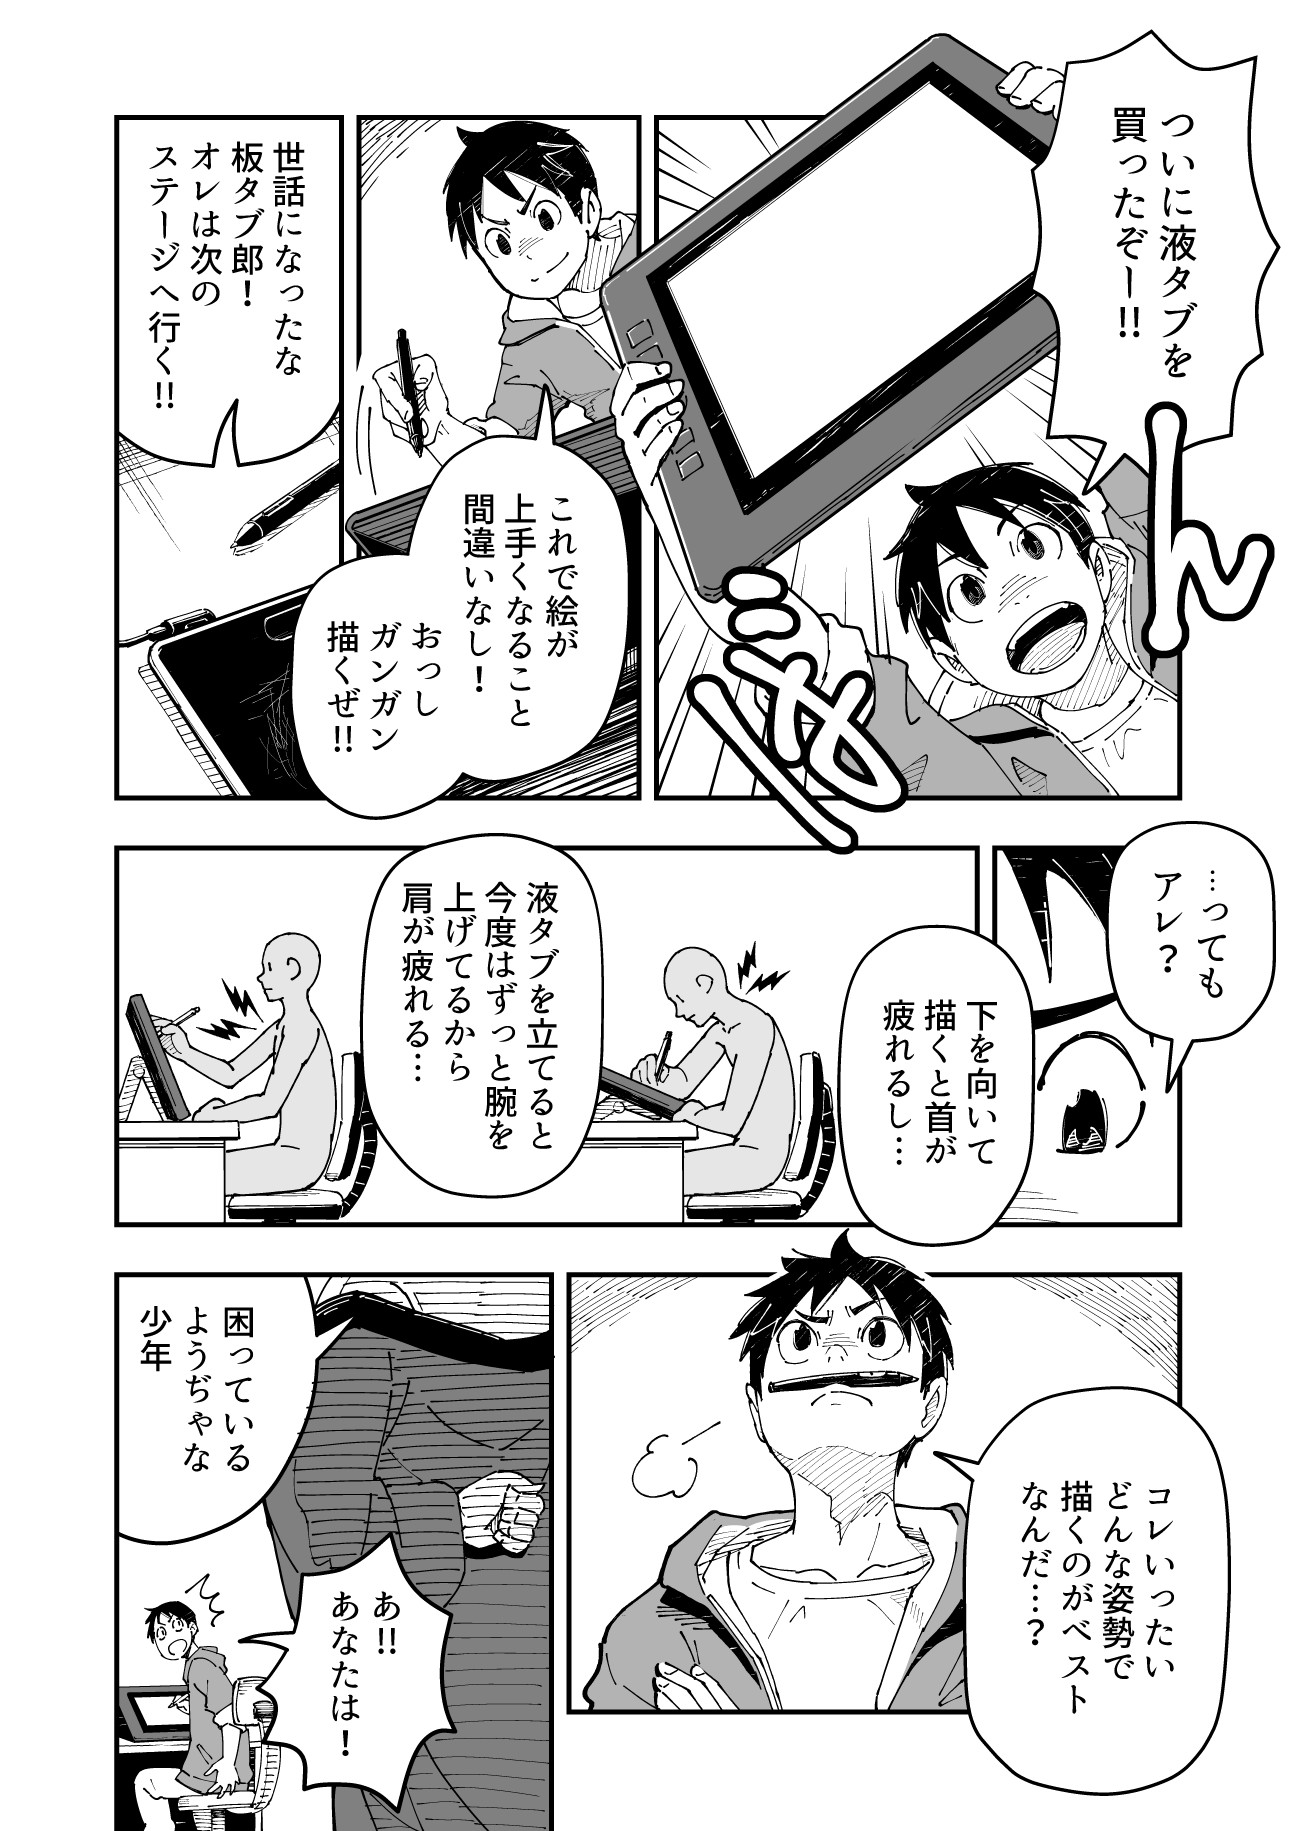 ついに液タブを
買ったぞー!!
じゃーん
これで絵が
上手くなること
間違いなし！
おっし
ガンガン
描くぜ!!
世話になったな
板タブ郎！
オレは次の
ステージへ行く!!
…っても
アレ？
下を向いて
描くと首が
疲れるし…
液タブを立てると
今度はずっと腕を
上げてるから
肩が疲れる…
コレいったい
どんな姿勢で
描くのがベスト
なんだ…？
困っている
ようぢゃな
少年
あ!!
あなたは！